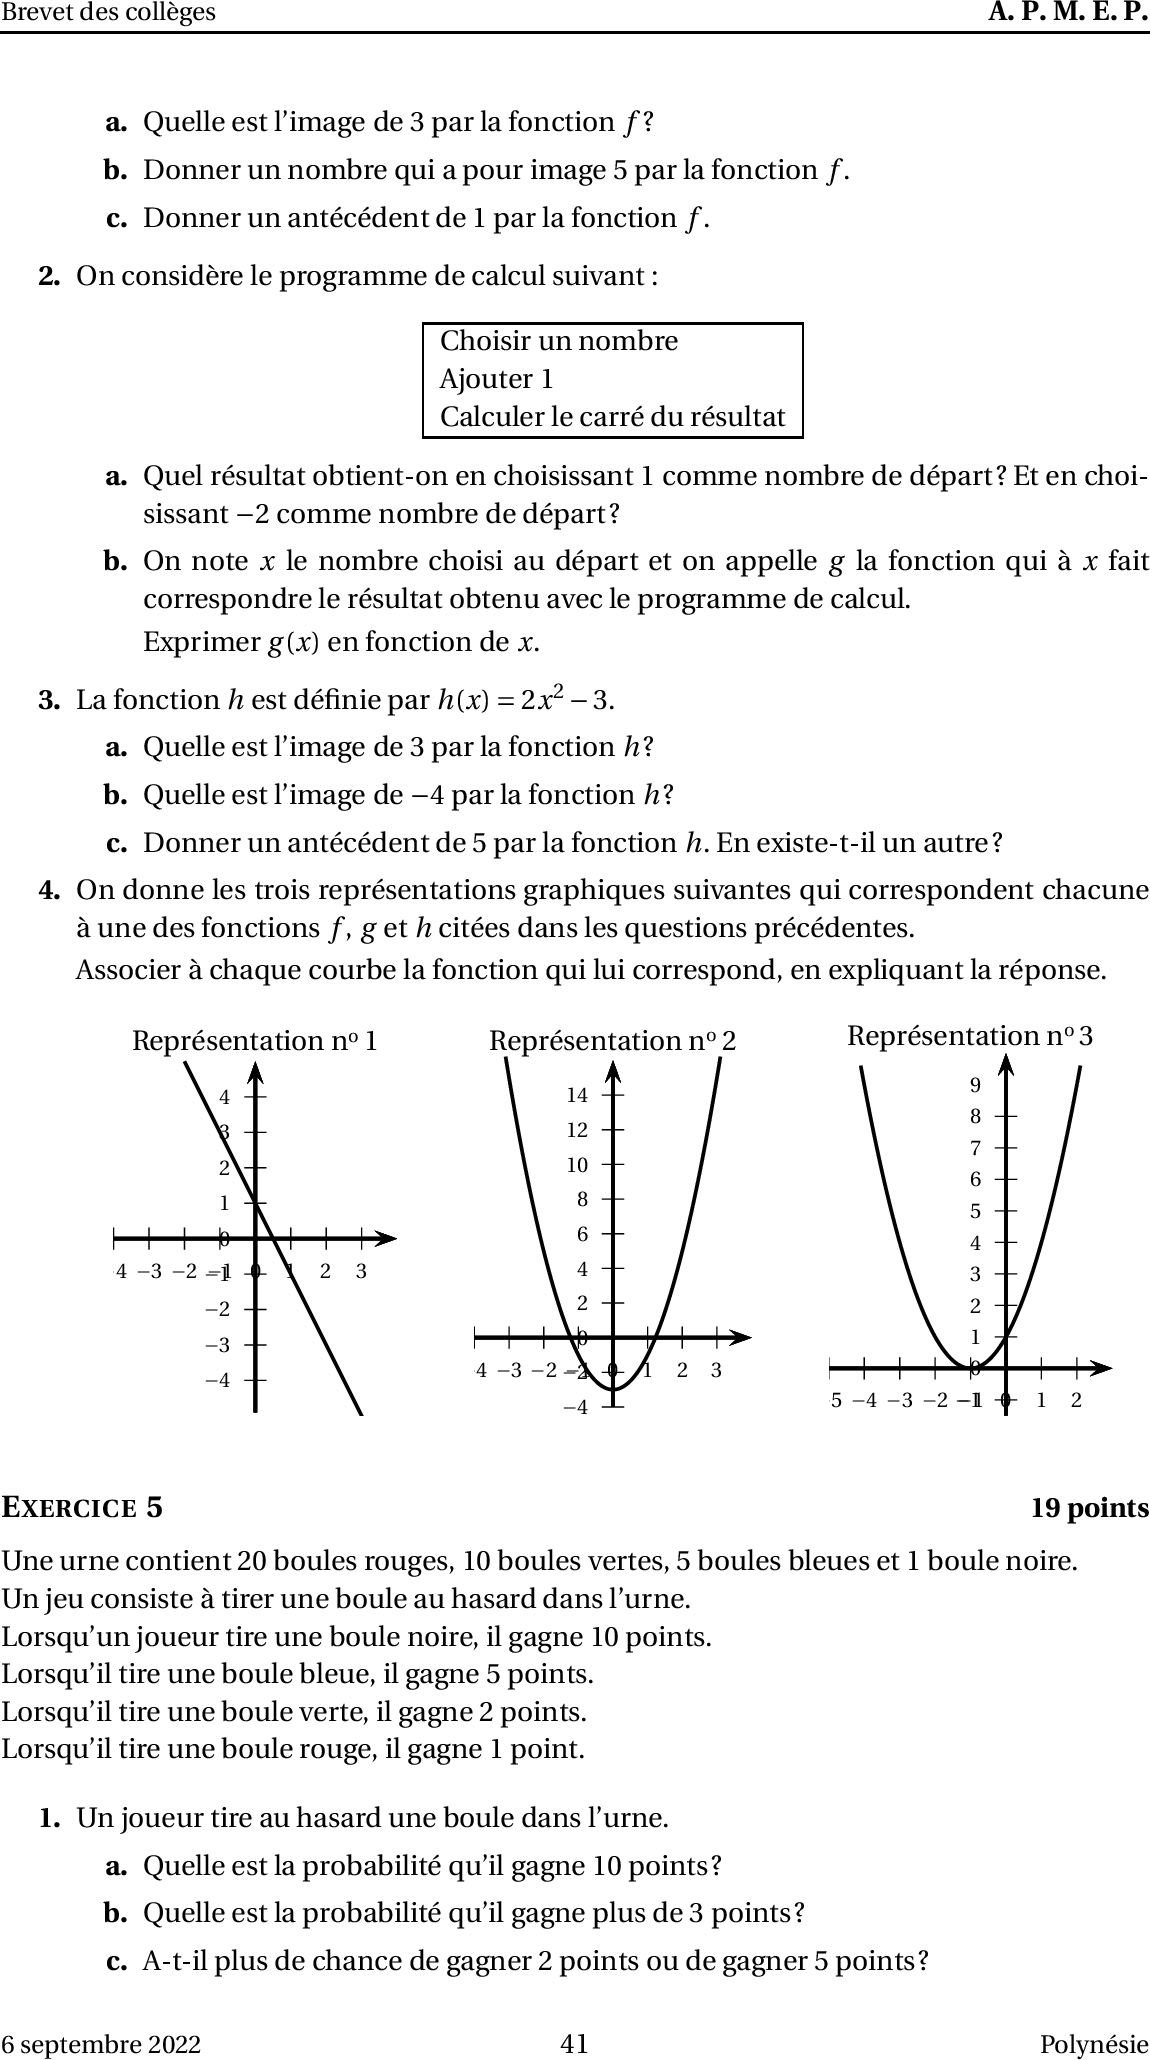 Brevet des collèges A. P. M. E. P.
a. Quelle est l'image de 3 par la fonction f ?
b. Donner un nombre qui a pour image 5 par la fonction f.
c. Donner un antécédent de 1 par la fonction f.
2. On considère le programme de calcul suivant :
Choisir un nombre
Ajouter 1
Calculer le carré du résultat
a. Quel résultat obtient-on en choisissant 1 comme nombre de départ ? Et en choi-
sissant −2 comme nombre de départ ?
b. On note x le nombre choisi au départ et on appelle g la fonction qui à x fait
correspondre le résultat obtenu avec le programme de calcul.
Exprimer g(x) en fonction de x.
3. La fonction h est définie par h(x) = 2x² − 3.
a. Quelle est l'image de 3 par la fonction h ?
b. Quelle est l'image de −4 par la fonction h ?
c. Donner un antécédent de 5 par la fonction h. En existe-t-il un autre ?
4. On donne les trois représentations graphiques suivantes qui correspondent chacune
à une des fonctions f, g et h citées dans les questions précédentes.
Associer à chaque courbe la fonction qui lui correspond, en expliquant la réponse.
Représentation nº 1
4
3
2
1
0
4 −3 −2 −1 0 1 2 3
−1
−2
−3
−4
Représentation nº 2
14
12
10
8
6
4
2
0
4 −3 −2 −1 0 1 2 3
−2
−4
Représentation nº 3
9
8
7
6
5
4
3
2
1
0
5 −4 −3 −2 −1 0 1 2
−1
EXERCICE 5 19 points
Une urne contient 20 boules rouges, 10 boules vertes, 5 boules bleues et 1 boule noire.
Un jeu consiste à tirer une boule au hasard dans l'urne.
Lorsqu'un joueur tire une boule noire, il gagne 10 points.
Lorsqu'il tire une boule bleue, il gagne 5 points.
Lorsqu'il tire une boule verte, il gagne 2 points.
Lorsqu'il tire une boule rouge, il gagne 1 point.
1. Un joueur tire au hasard une boule dans l'urne.
a. Quelle est la probabilité qu'il gagne 10 points ?
b. Quelle est la probabilité qu'il gagne plus de 3 points ?
c. A-t-il plus de chance de gagner 2 points ou de gagner 5 points ?
6 septembre 2022 41 Polynésie